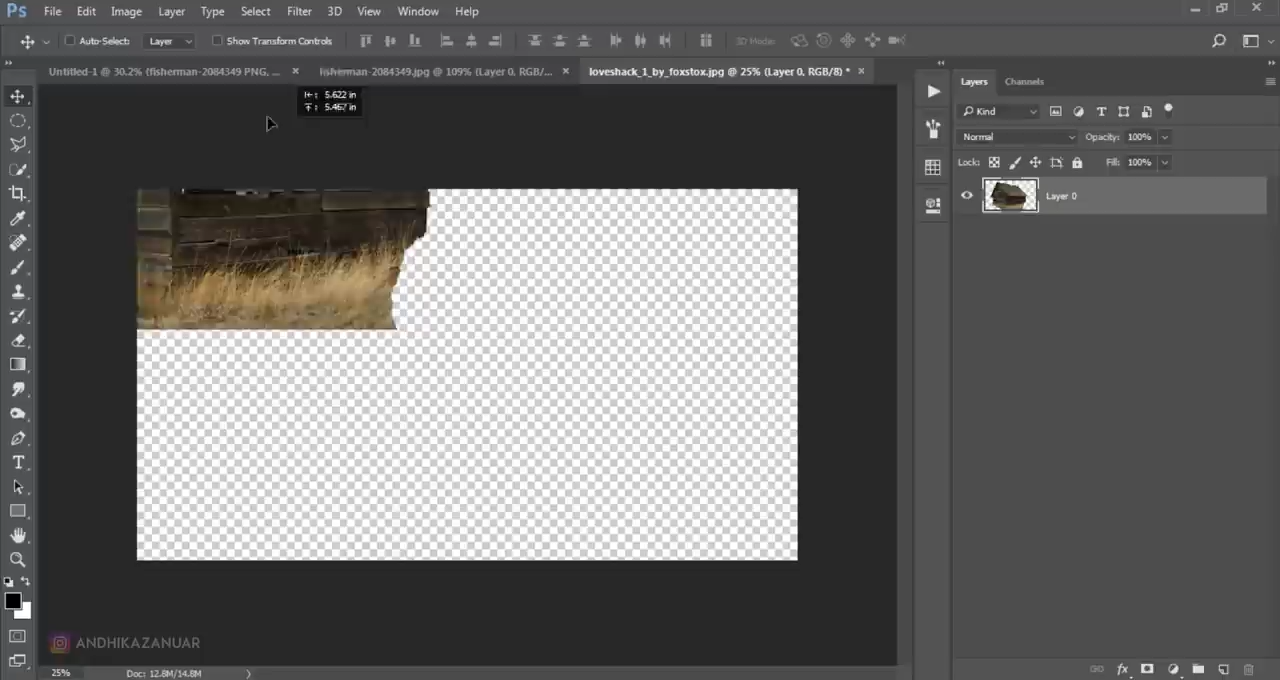 Ps File Edit Image Layer Type Select Filter 3D View Window Help
Auto-Select: Layer Show Transform Controls 3D Mode:
Untitled-1 @ 30.2% (fisherman-2084349 PNG, ... × fisherman-2084349.jpg @ 109% (Layer 0, RGB/... × loveshack_1_by_foxstox.jpg @ 25% (Layer 0, RGB/8) * ×
5.622 in
5.467 in
Layers Channels
Kind
Normal Opacity: 100%
Lock: Fill: 100%
Layer 0
ANDHIKAZANUAR
25% Doc: 12.8M/14.8M